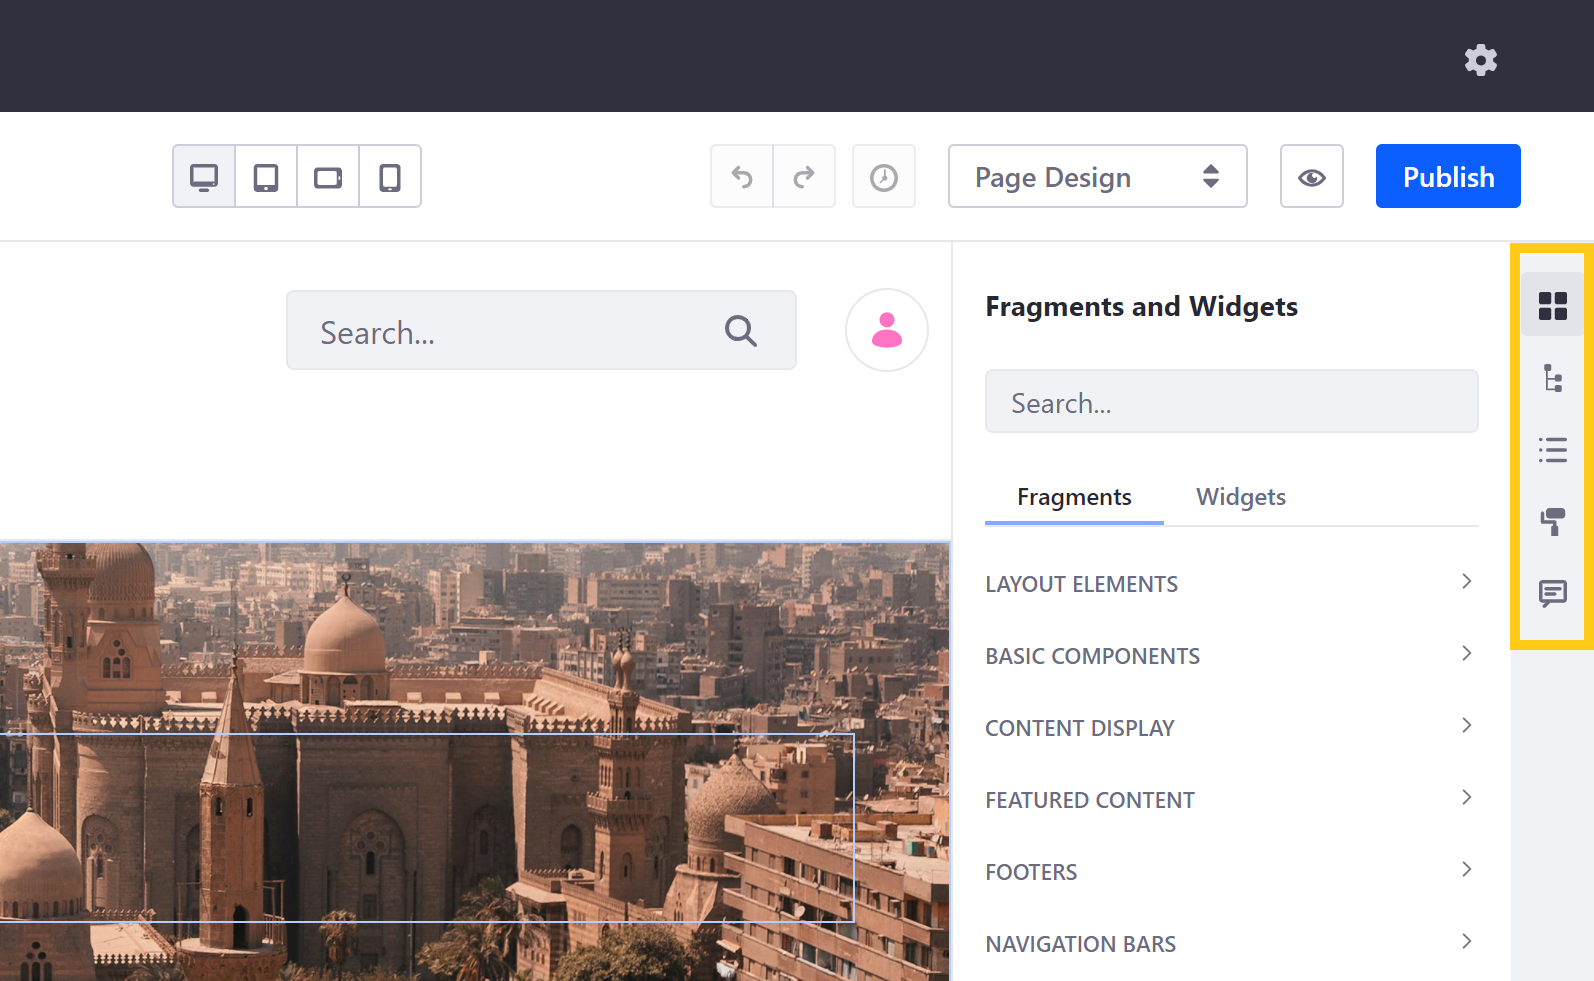 Page Design
Publish
Search...
Fragments and Widgets
Search...
Fragments
Widgets
LAYOUT ELEMENTS
BASIC COMPONENTS
CONTENT DISPLAY
FEATURED CONTENT
FOOTERS
NAVIGATION BARS